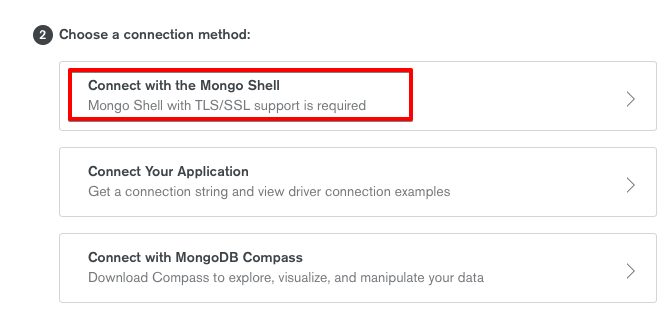 2 Choose a connection method:
Connect with the Mongo Shell
Mongo Shell with TLS/SSL support is required
Connect Your Application
Get a connection string and view driver connection examples
Connect with MongoDB Compass
Download Compass to explore, visualize, and manipulate your data